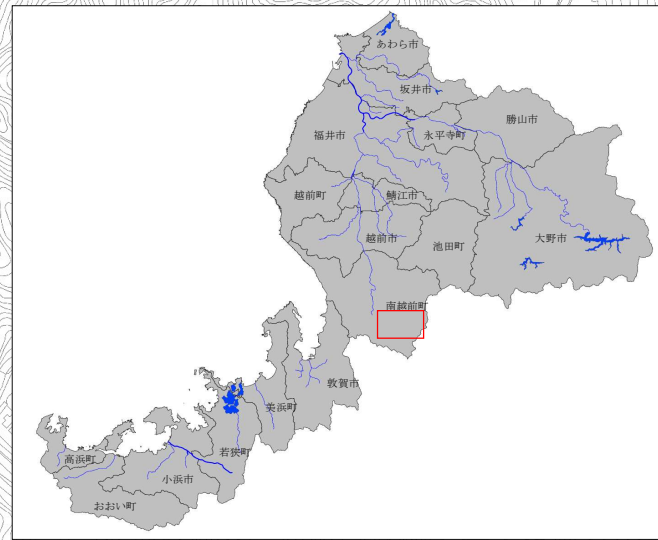 あわら市
坂井市
勝山市
福井市
永平寺町
越前町
鯖江市
越前市
池田町
大野市
南越前町
敦賀市
美浜町
若狭町
高浜町
小浜市
おおい町